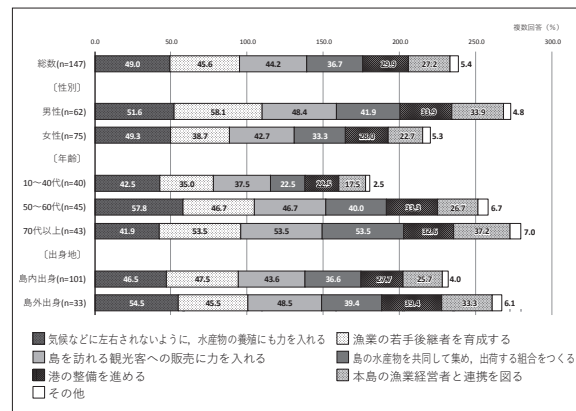 複数回答(%)
0.0 50.0 100.0 150.0 200.0 250.0 300.0
総数(n=147) 49.0 45.6 44.2 36.7 29.9 27.2 5.4
〔性別〕
男性(n=62) 51.6 58.1 48.4 41.9 33.9 33.9 4.8
女性(n=75) 49.3 38.7 42.7 33.3 22.7 5.3
〔年齢〕
10~40代(n=40) 42.5 35.0 37.5 22.5 22.5 17.5 2.5
50~60代(n=45) 57.8 46.7 46.7 40.0 33.3 26.7 6.7
70代以上(n=43) 41.9 53.5 53.5 53.5 32.6 37.2 7.0
〔出身地〕
島内出身(n=101) 46.5 47.5 43.6 36.6 27.7 25.7 4.0
島外出身(n=33) 54.5 45.5 48.5 39.4 39.4 33.3 6.1
気候などに左右されないように,水産物の養殖にも力を入れる 漁業の若手後継者を育成する
島を訪れる観光客への販売に力を入れる 島の水産物を共同して集め,出荷する組合をつくる
港の整備を進める 本島の漁業経営者と連携を図る
その他